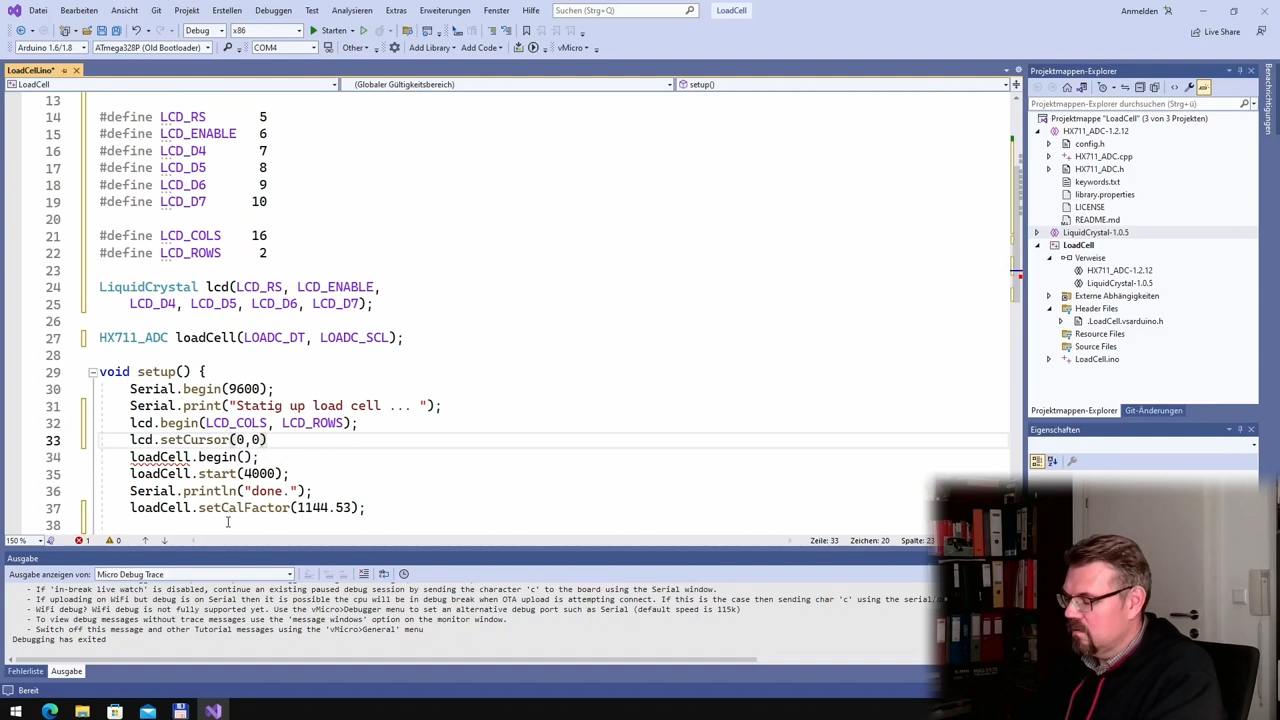 Datei Bearbeiten Ansicht Git Projekt Erstellen Debuggen Test Analysieren Extras Erweiterungen Fenster Hilfe Suchen (Strg+Q) LoadCell Anmelden
Debug x86 Starten Live Share
Arduino 1.6/1.8 ATmega328P (Old Bootloader) COM4 Other Add Library Add Code vMicro
LoadCell.ino*
LoadCell (Globaler Gültigkeitsbereich) setup()
13
14 #define LCD_RS 5
15 #define LCD_ENABLE 6
16 #define LCD_D4 7
17 #define LCD_D5 8
18 #define LCD_D6 9
19 #define LCD_D7 10
20
21 #define LCD_COLS 16
22 #define LCD_ROWS 2
23
24 LiquidCrystal lcd(LCD_RS, LCD_ENABLE,
25 LCD_D4, LCD_D5, LCD_D6, LCD_D7);
26
27 HX711_ADC loadCell(LOADC_DT, LOADC_SCL);
28
29 void setup() {
30 Serial.begin(9600);
31 Serial.print("Statig up load cell ... ");
32 lcd.begin(LCD_COLS, LCD_ROWS);
33 lcd.setCursor(0,0)
34 loadCell.begin();
35 loadCell.start(4000);
36 Serial.println("done.");
37 loadCell.setCalFactor(1144.53);
38
150 % 1 0 Zeile: 33 Zeichen: 20 Spalte: 23
Ausgabe
Ausgabe anzeigen von: Micro Debug Trace
- If 'in-break live watch' is disabled, continue an existing paused debug session by sending the character 'c' to the board using the Serial window.
- If uploading on WiFi but debug is on Serial then it is possible the cpu will be in debug break when OTA upload is attempting connect. If this is the case then sending char 'c' using the serial/
- WiFi debug? Wifi debug is not fully supported yet. Use the vMicro>Debugger menu to set an alternative debug port such as Serial (default speed is 115k)
- To view debug messages without trace messages use the 'message windows' option on the monitor window.
- Switch off this message and other Tutorial messages using the 'vMicro>General' menu
Debugging has exited
Fehlerliste Ausgabe
Bereit
Projektmappen-Explorer
Projektmappen-Explorer durchsuchen (Strg+ü)
Projektmappe "LoadCell" (3 von 3 Projekten)
HX711_ADC-1.2.12
config.h
HX711_ADC.cpp
HX711_ADC.h
keywords.txt
library.properties
LICENSE
README.md
LiquidCrystal-1.0.5
LoadCell
Verweise
HX711_ADC-1.2.12
LiquidCrystal-1.0.5
Externe Abhängigkeiten
Header Files
.LoadCell.vsarduino.h
Resource Files
Source Files
LoadCell.ino
Projektmappen-Explorer Git-Änderungen
Eigenschaften
Benachrichtigungen